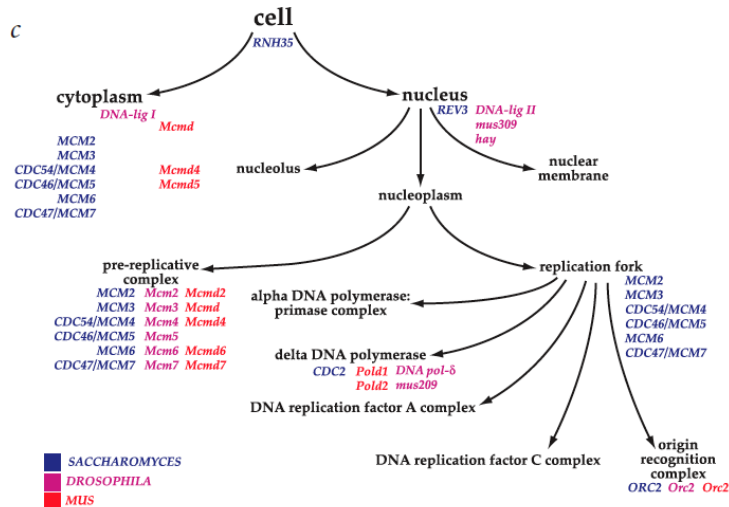 c
cell
RNH35
cytoplasm
DNA-lig I
Mcmd
MCM2
MCM3
CDC54/MCM4 Mcmd4
CDC46/MCM5 Mcmd5
MCM6
CDC47/MCM7
nucleus
REV3 DNA-lig II
mus309
hay
nucleolus
nuclear
membrane
nucleoplasm
pre-replicative
complex
MCM2 Mcm2 Mcmd2
MCM3 Mcm3 Mcmd
CDC54/MCM4 Mcm4 Mcmd4
CDC46/MCM5 Mcm5
MCM6 Mcm6 Mcmd6
CDC47/MCM7 Mcm7 Mcmd7
replication fork
MCM2
MCM3
CDC54/MCM4
CDC46/MCM5
MCM6
CDC47/MCM7
alpha DNA polymerase:
primase complex
delta DNA polymerase
CDC2 Pold1 DNA pol-δ
Pold2 mus209
DNA replication factor A complex
DNA replication factor C complex
origin
recognition
complex
ORC2 Orc2 Orc2
SACCHAROMYCES
DROSOPHILA
MUS